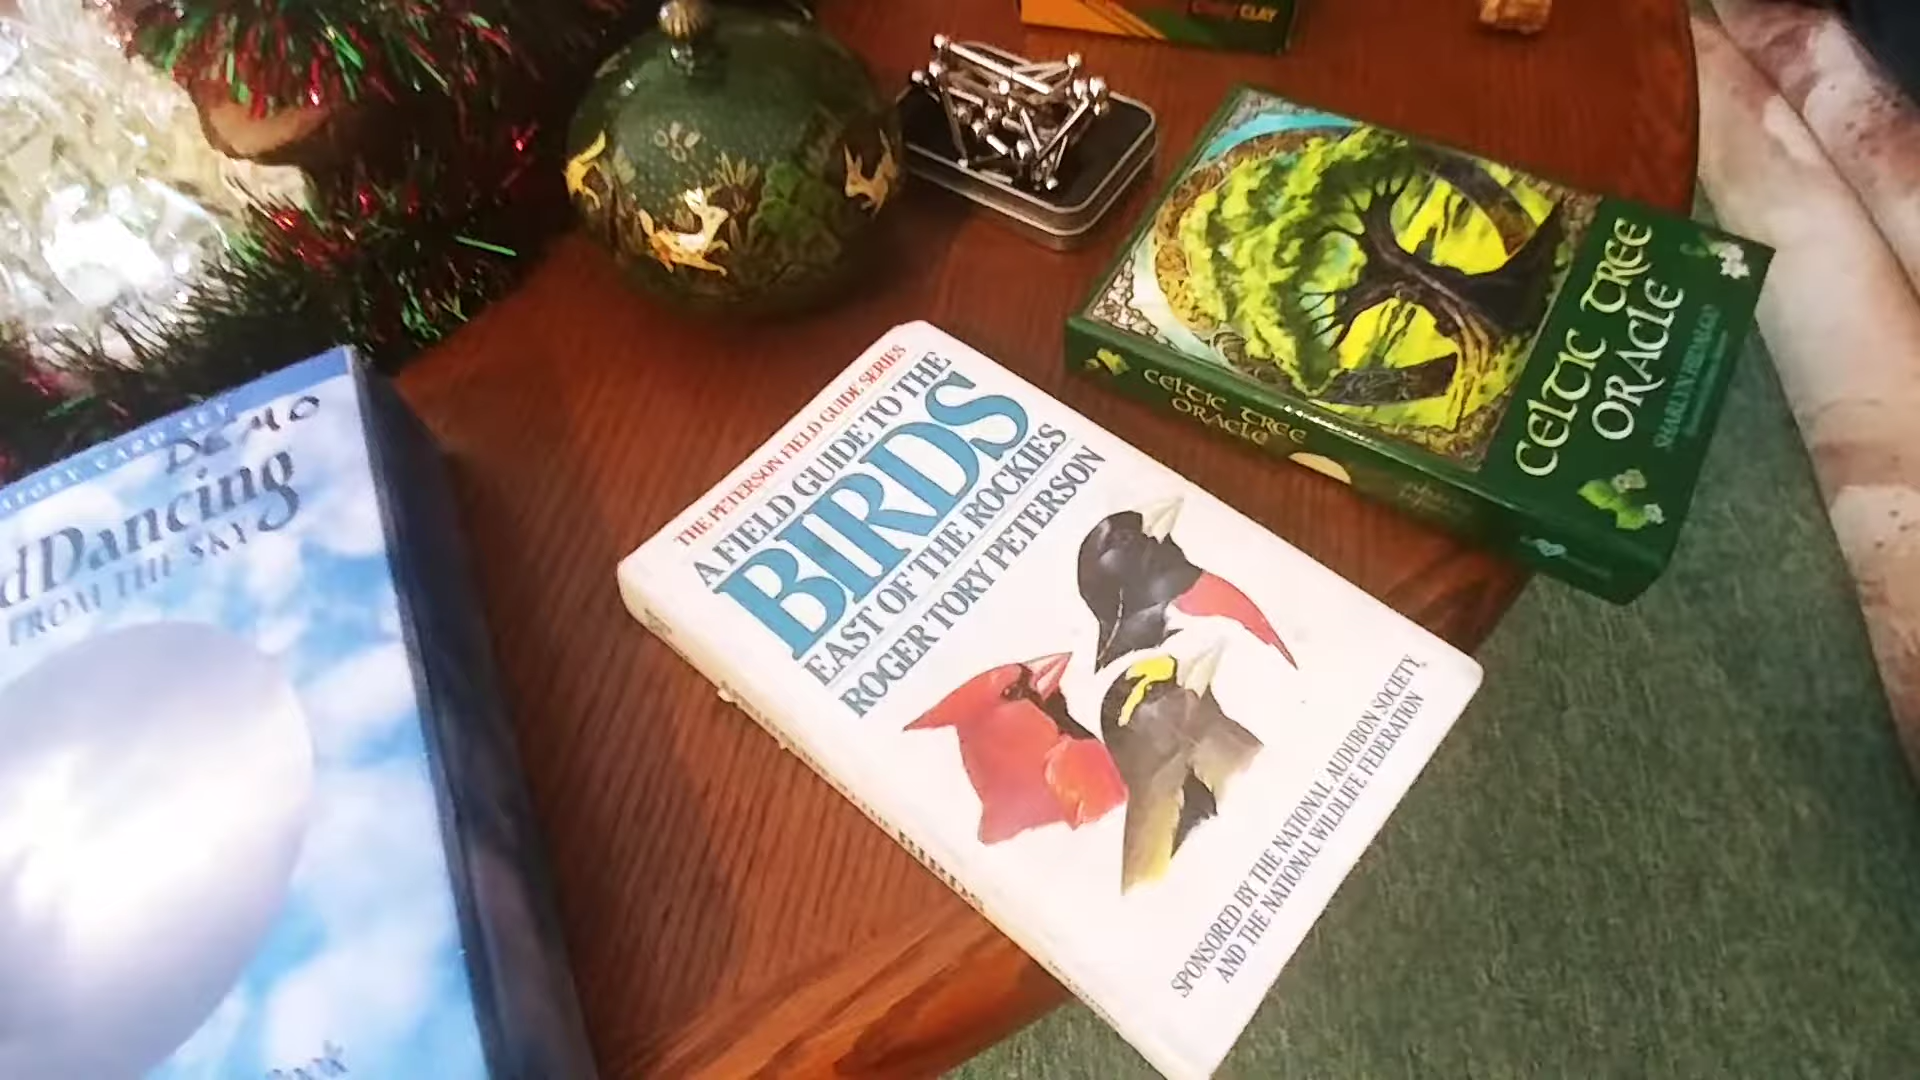 CLAY
DEMO
dDancing
FROM THE SKY
THE PETERSON FIELD GUIDE SERIES
A FIELD GUIDE TO THE
BIRDS
EAST OF THE ROCKIES
ROGER TORY PETERSON
SPONSORED BY THE NATIONAL AUDUBON SOCIETY
AND THE NATIONAL WILDLIFE FEDERATION
BIRDS
CELTIC TREE
ORACLE
CELTIC TREE
ORACLE